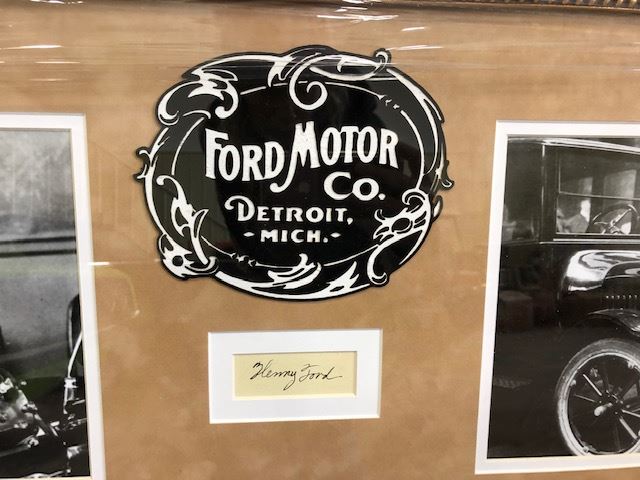 FORD MOTOR
CO.
DETROIT,
-MICH.-
Henry Ford